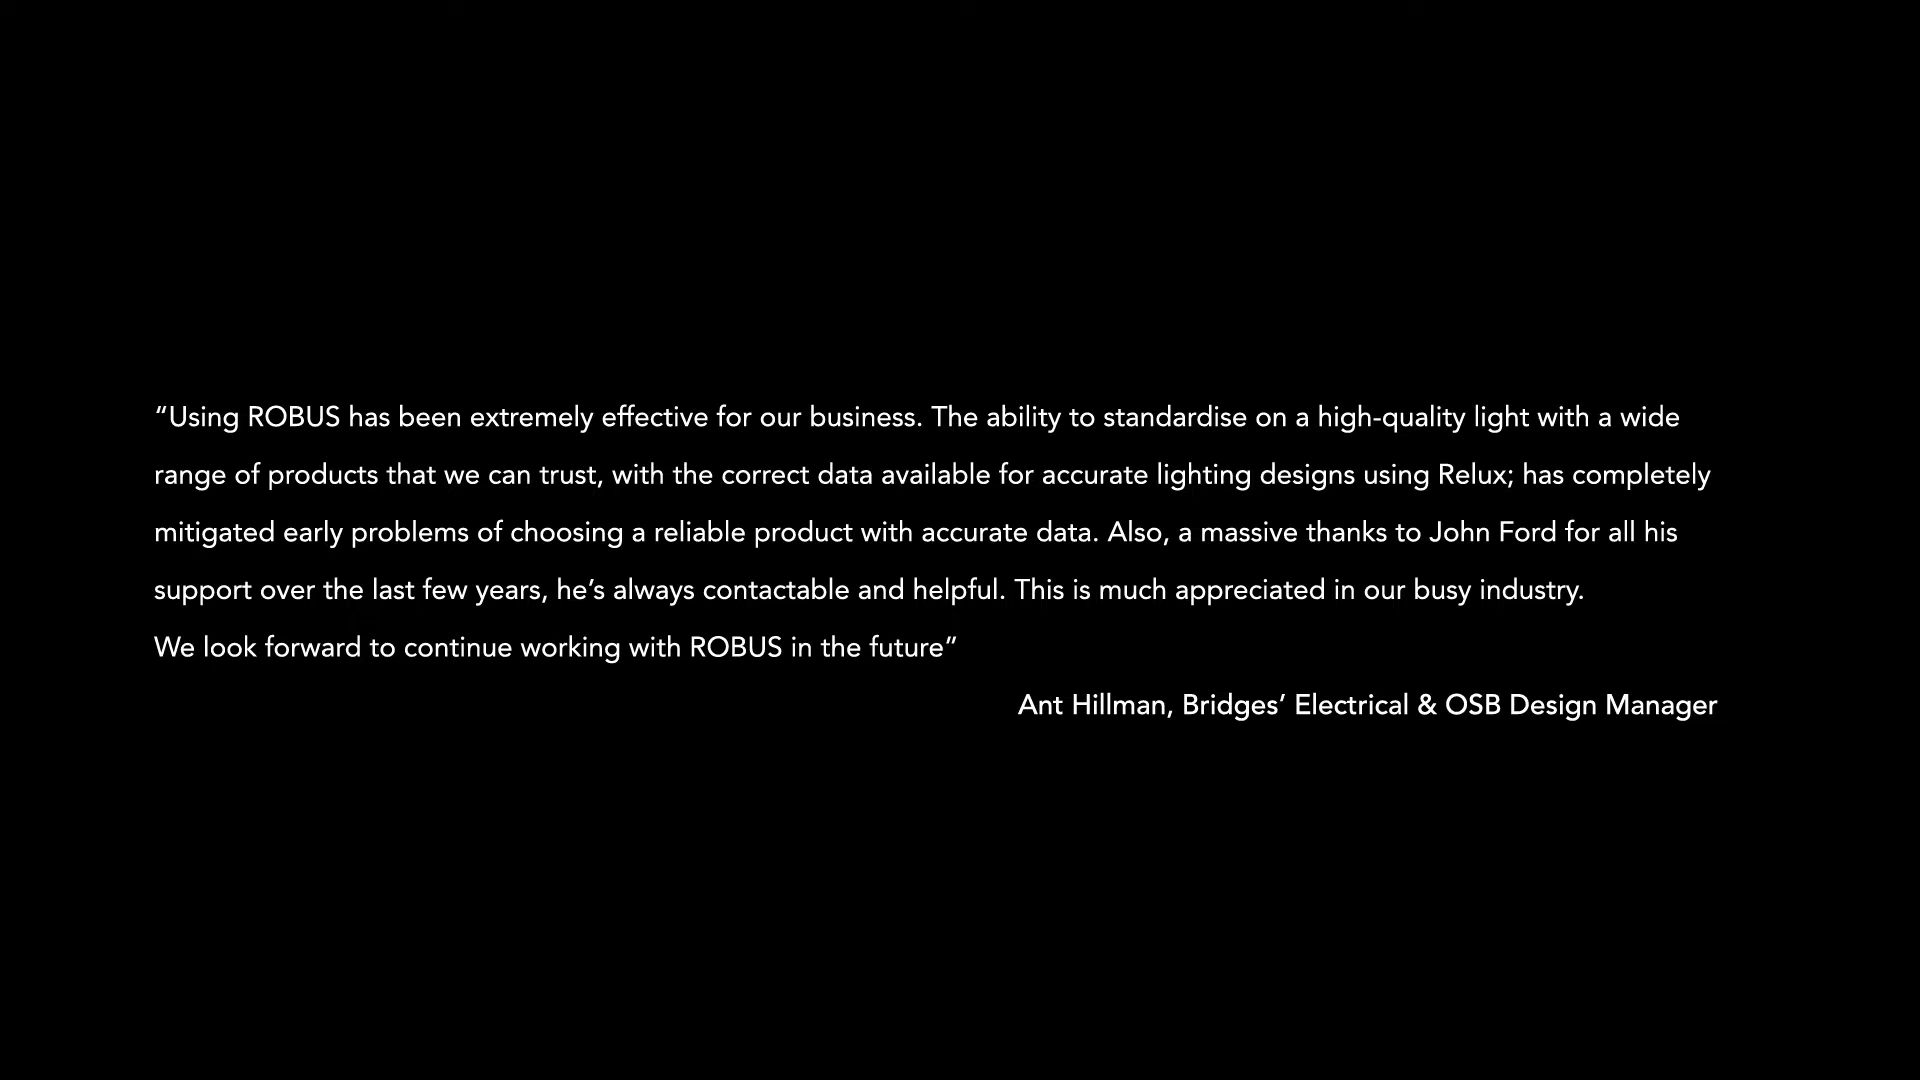 “Using ROBUS has been extremely effective for our business. The ability to standardise on a high-quality light with a wide
range of products that we can trust, with the correct data available for accurate lighting designs using Relux; has completely
mitigated early problems of choosing a reliable product with accurate data. Also, a massive thanks to John Ford for all his
support over the last few years, he’s always contactable and helpful. This is much appreciated in our busy industry.
We look forward to continue working with ROBUS in the future”
Ant Hillman, Bridges’ Electrical & OSB Design Manager